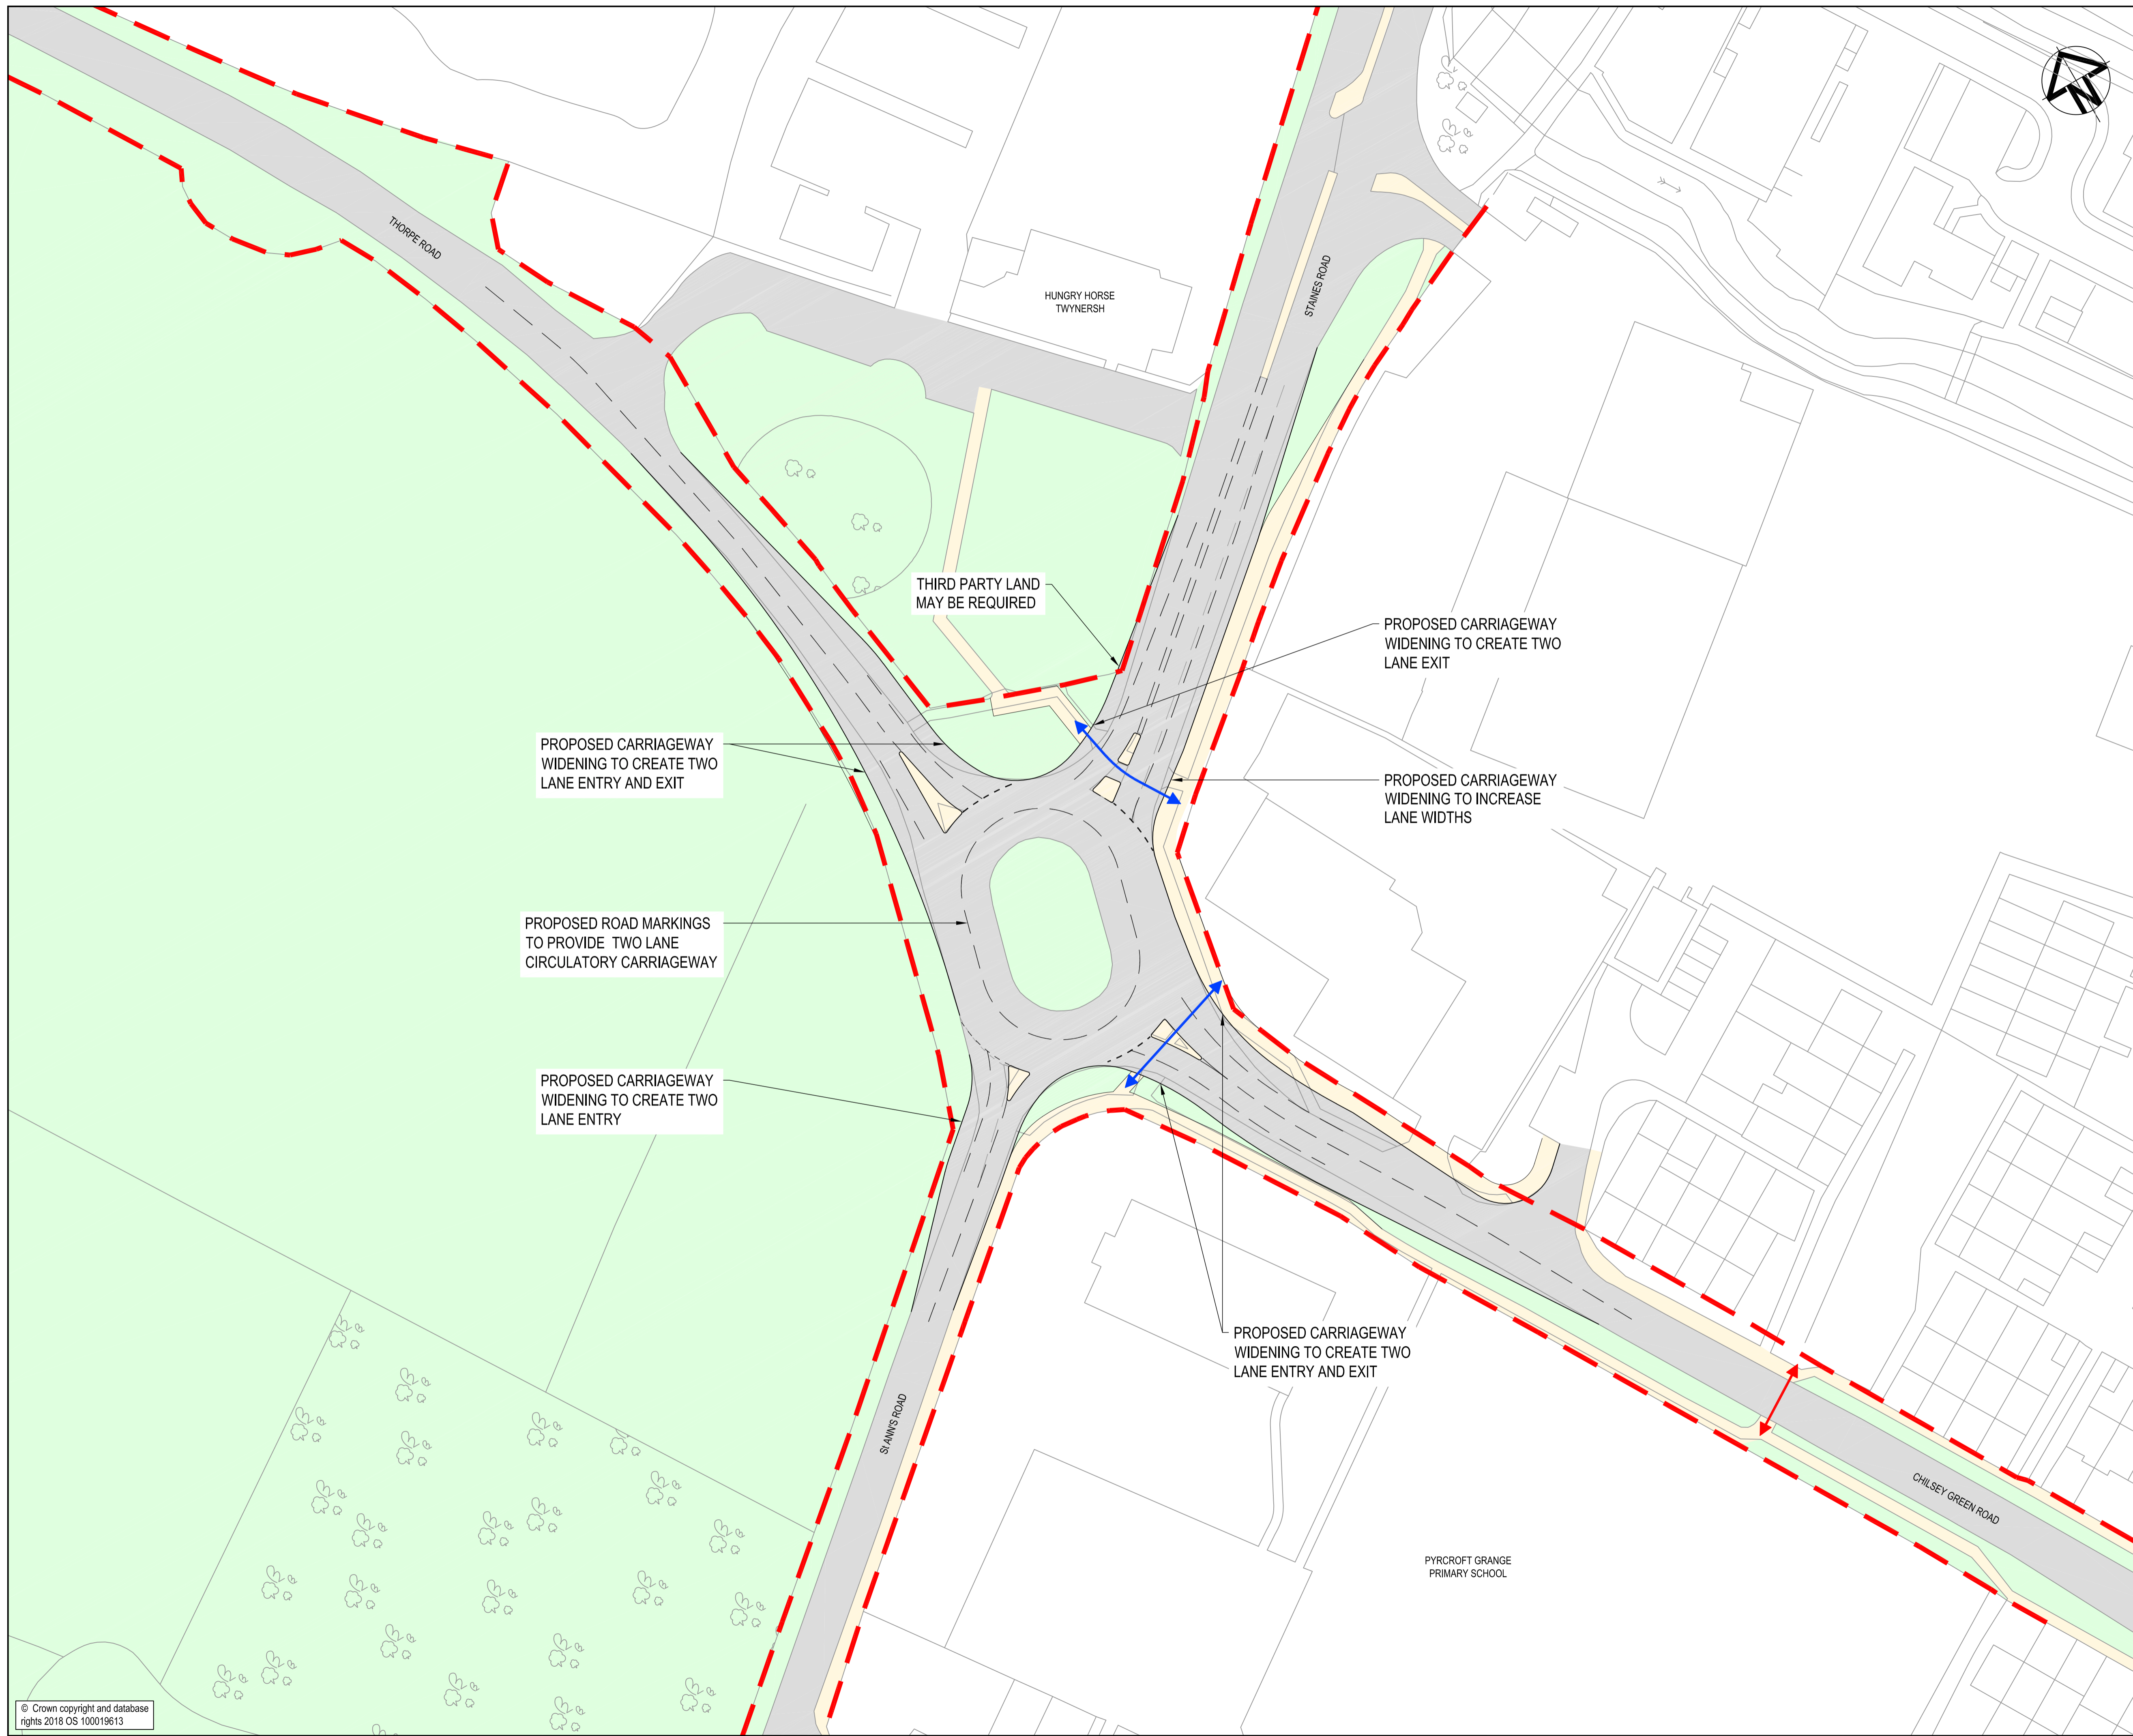 THORPE ROAD
HUNGRY HORSE
TWYNERSH
STAINES ROAD
N
THIRD PARTY LAND
MAY BE REQUIRED
PROPOSED CARRIAGEWAY
WIDENING TO CREATE TWO
LANE EXIT
PROPOSED CARRIAGEWAY
WIDENING TO CREATE TWO
LANE ENTRY AND EXIT
PROPOSED CARRIAGEWAY
WIDENING TO INCREASE
LANE WIDTHS
PROPOSED ROAD MARKINGS
TO PROVIDE TWO LANE
CIRCULATORY CARRIAGEWAY
PROPOSED CARRIAGEWAY
WIDENING TO CREATE TWO
LANE ENTRY
PROPOSED CARRIAGEWAY
WIDENING TO CREATE TWO
LANE ENTRY AND EXIT
St ANN'S ROAD
CHILSEY GREEN ROAD
PYRCROFT GRANGE
PRIMARY SCHOOL
© Crown copyright and database
rights 2018 OS 100019613